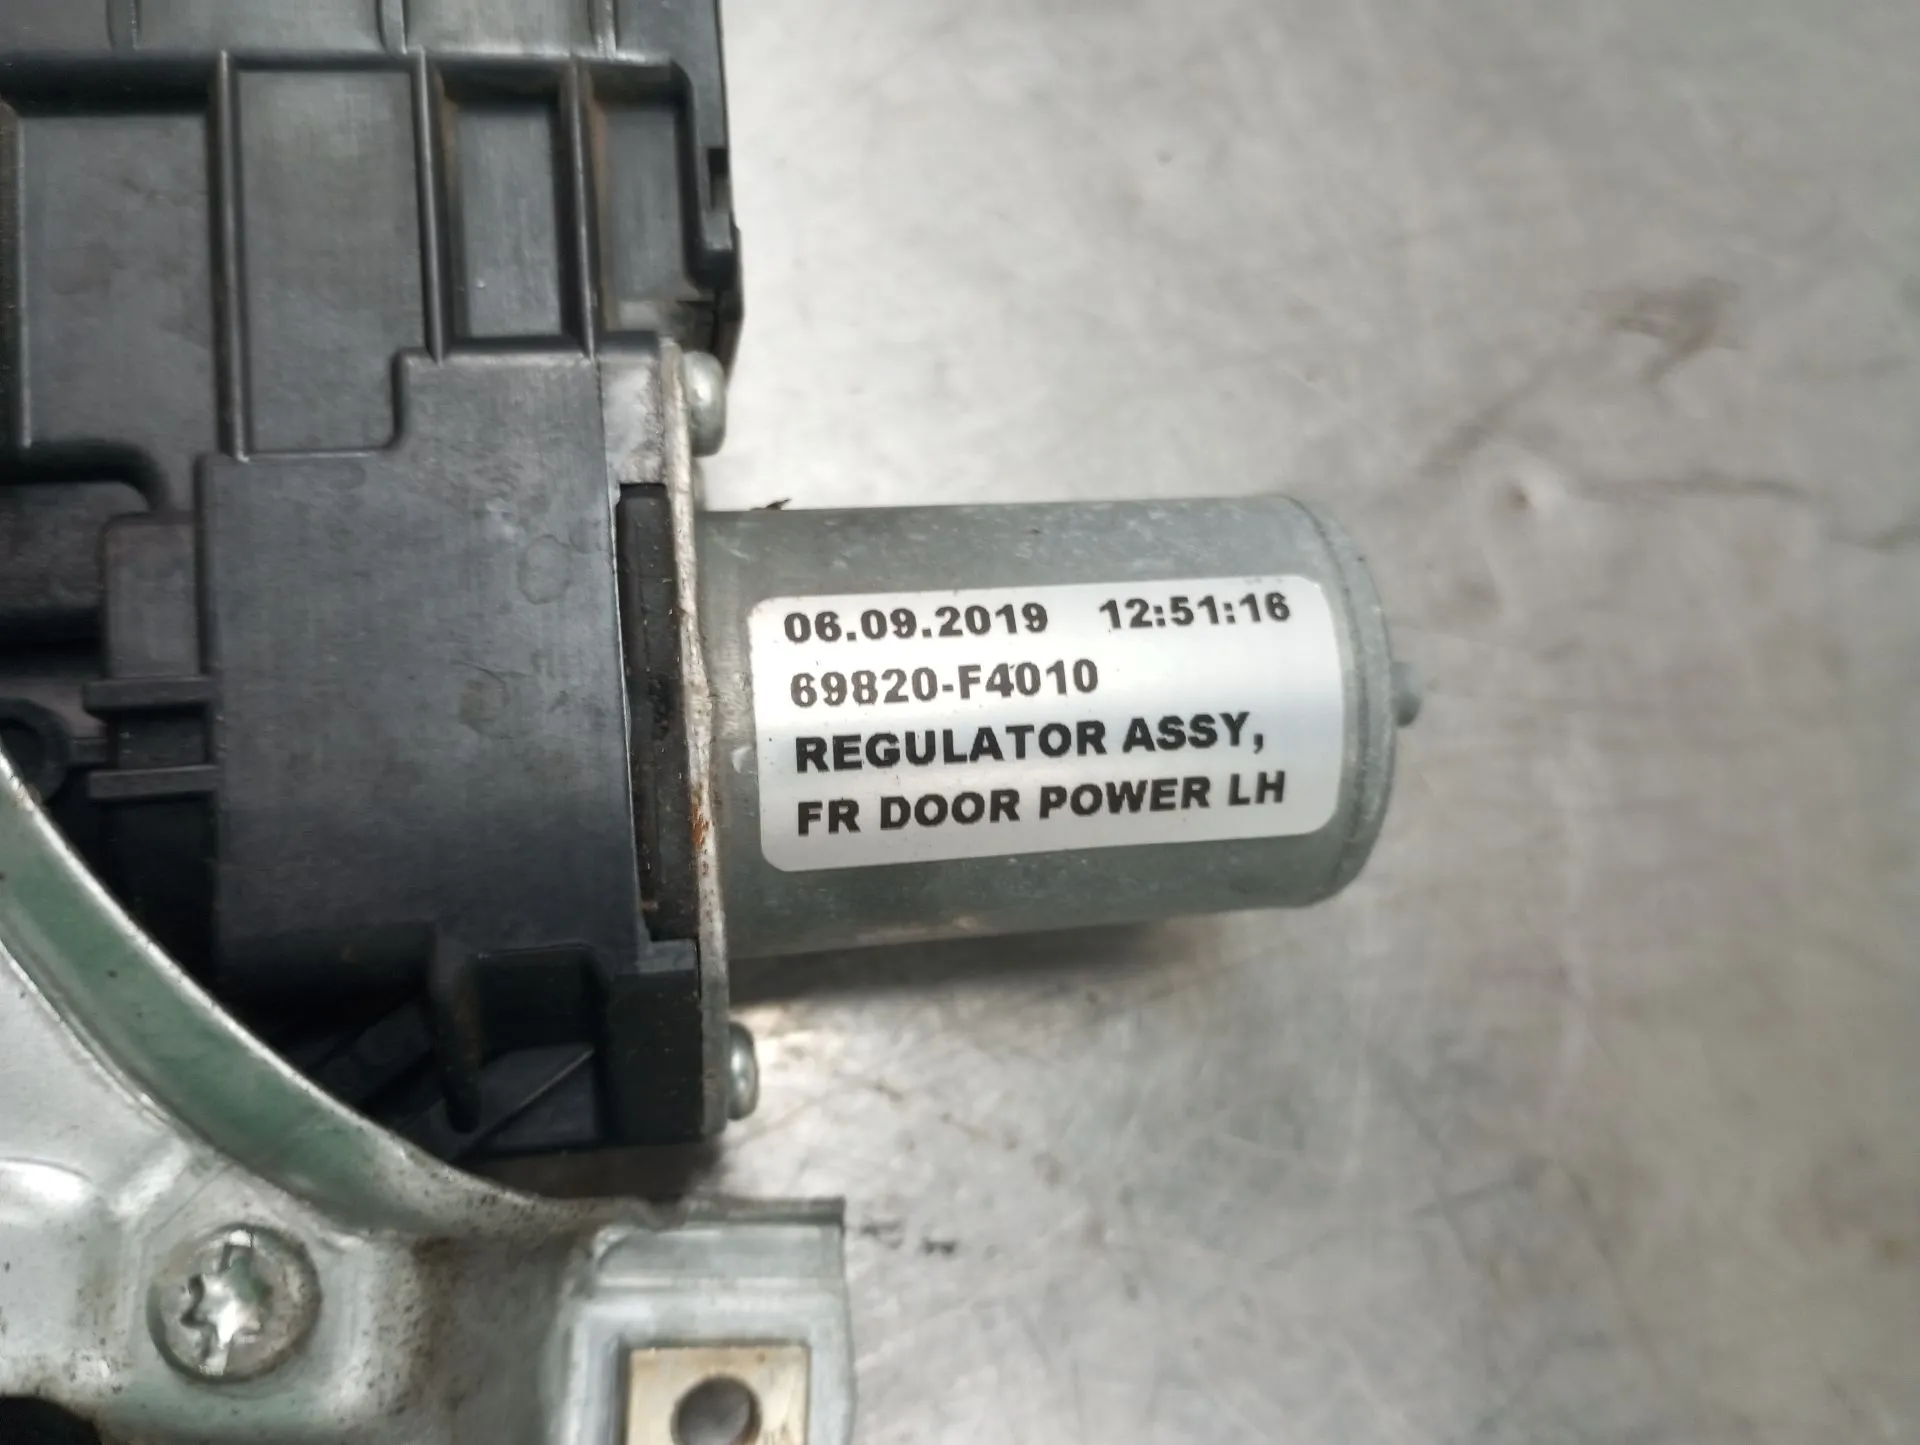 06.09.2019 12:51:16
69820-F4010
REGULATOR ASSY,
FR DOOR POWER LH